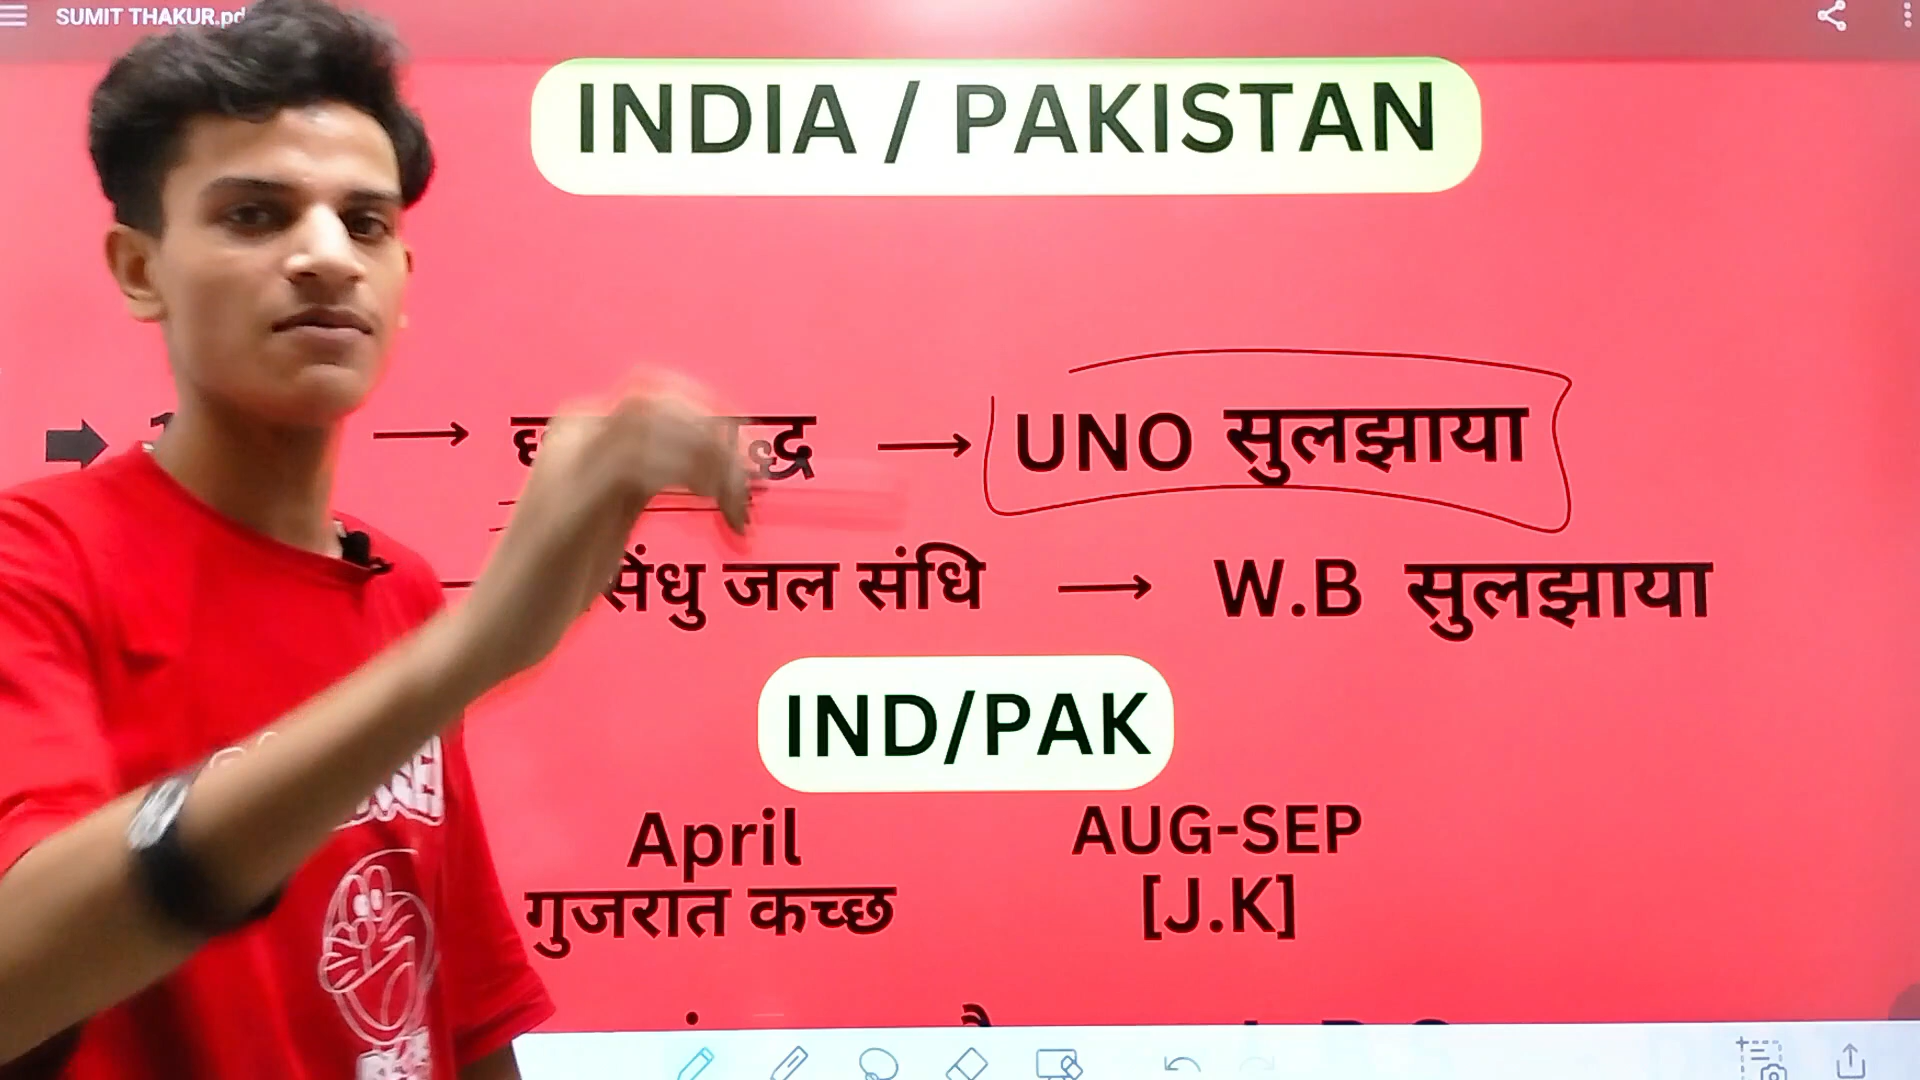 SUMIT THAKUR.pd
INDIA / PAKISTAN
→ → UNO सुलझाया
सिंधु जल संधि → W.B सुलझाया
IND/PAK
April AUG-SEP
गुजरात कच्छ [J.K]